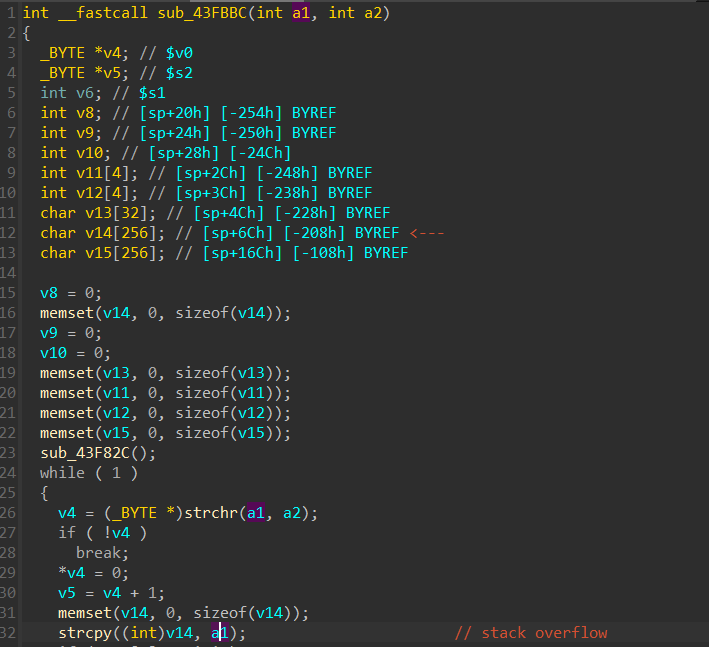 1 int __fastcall sub_43FBBC(int a1, int a2)
2 {
3 _BYTE *v4; // $v0
4 _BYTE *v5; // $s2
5 int v6; // $s1
6 int v8; // [sp+20h] [-254h] BYREF
7 int v9; // [sp+24h] [-250h] BYREF
8 int v10; // [sp+28h] [-24Ch]
9 int v11[4]; // [sp+2Ch] [-248h] BYREF
10 int v12[4]; // [sp+3Ch] [-238h] BYREF
11 char v13[32]; // [sp+4Ch] [-228h] BYREF
12 char v14[256]; // [sp+6Ch] [-208h] BYREF <---
13 char v15[256]; // [sp+16Ch] [-108h] BYREF
14
15 v8 = 0;
16 memset(v14, 0, sizeof(v14));
17 v9 = 0;
18 v10 = 0;
19 memset(v13, 0, sizeof(v13));
20 memset(v11, 0, sizeof(v11));
21 memset(v12, 0, sizeof(v12));
22 memset(v15, 0, sizeof(v15));
23 sub_43F82C();
24 while ( 1 )
25 {
26 v4 = (_BYTE *)strchr(a1, a2);
27 if ( !v4 )
28 break;
29 *v4 = 0;
30 v5 = v4 + 1;
31 memset(v14, 0, sizeof(v14));
32 strcpy((int)v14, a1); // stack overflow